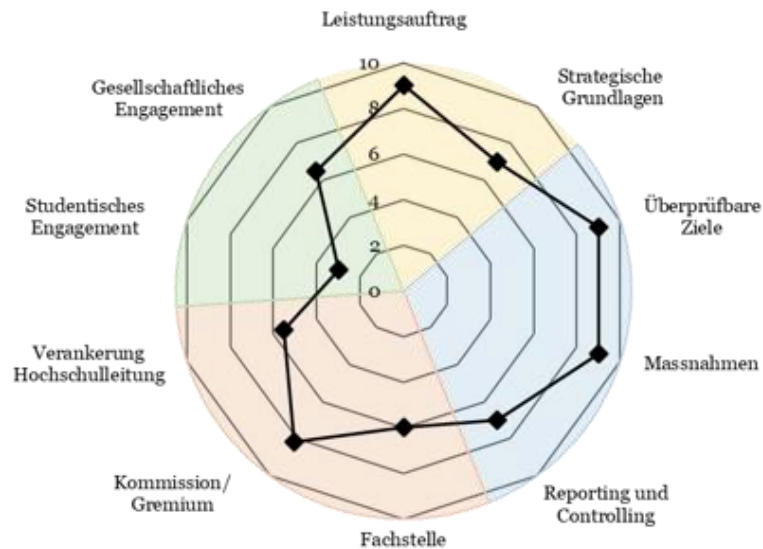 Leistungsauftrag
Strategische
Grundlagen
Überprüfbare
Ziele
Massnahmen
Reporting und
Controlling
Fachstelle
Kommission/
Gremium
Verankerung
Hochschulleitung
Studentisches
Engagement
Gesellschaftliches
Engagement
10
8
6
4
2
0